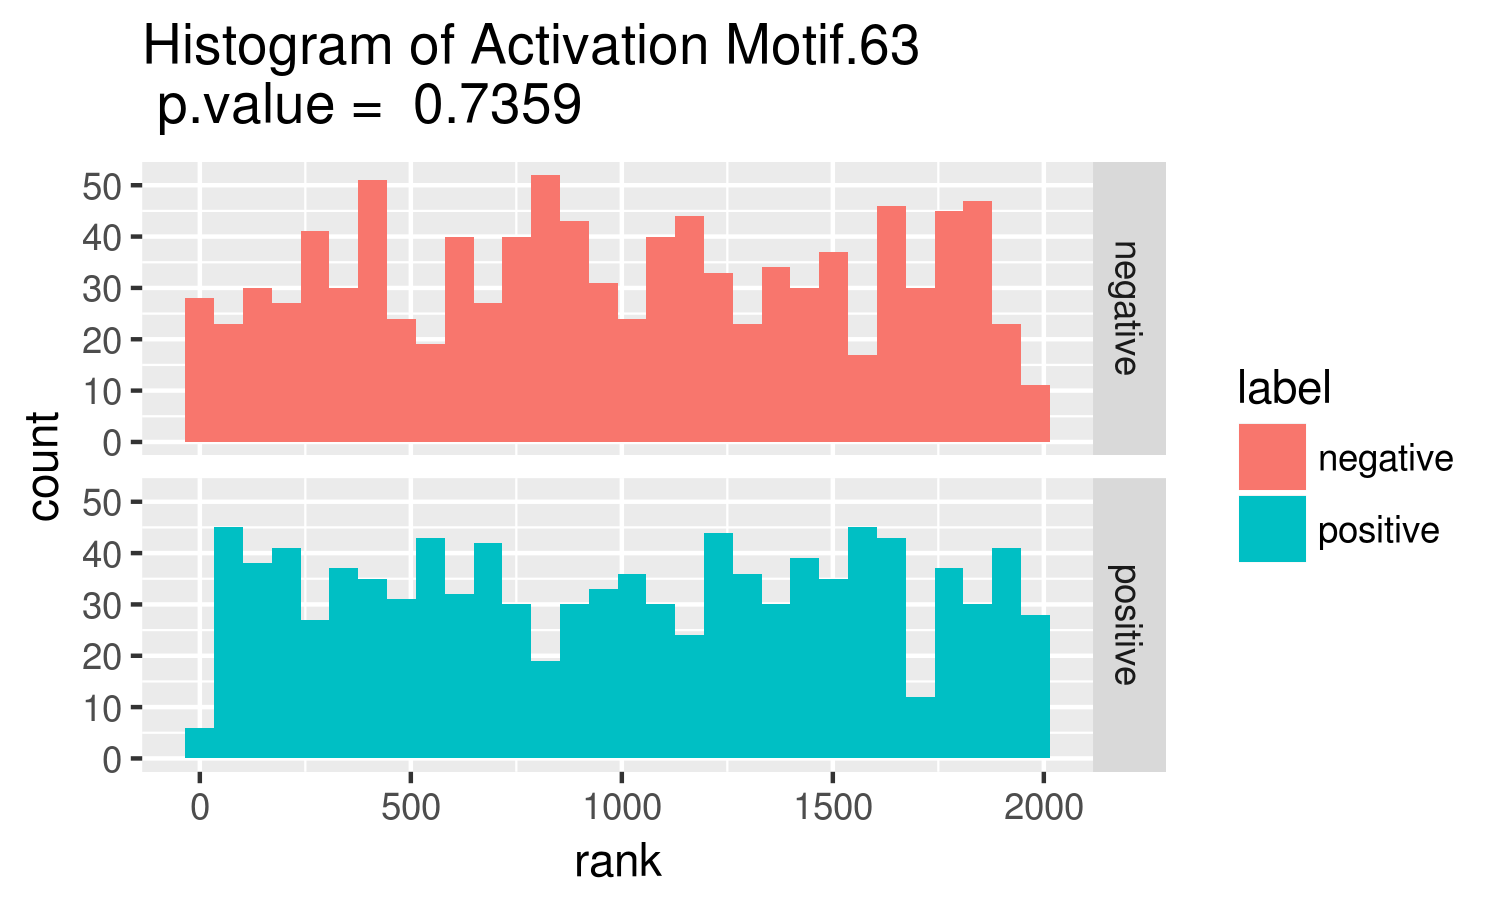 Histogram of Activation Motif.63
p.value = 0.7359
count
50
40
30
20
10
0
negative
50
40
30
20
10
0
positive
0 500 1000 1500 2000
rank
label
negative
positive